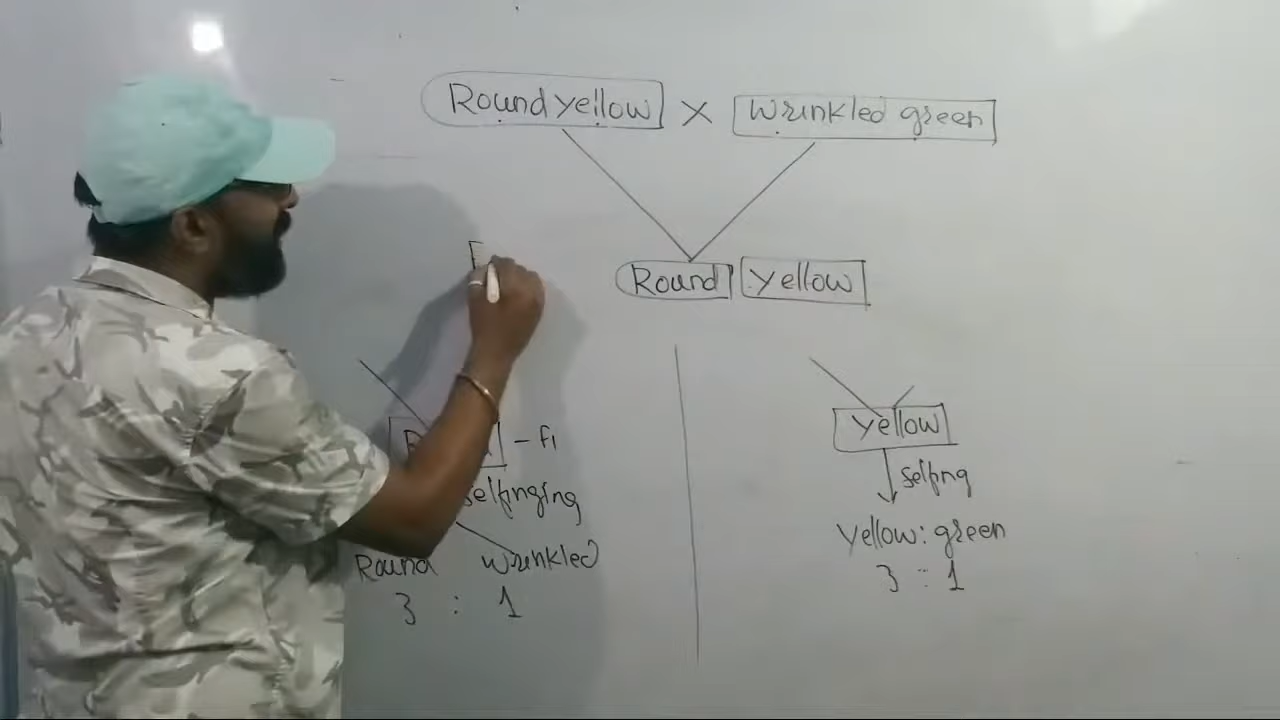 Round yellow × Wrinkled green
Round yellow
- F1
selfinging
Round wrinkled
3 : 1
yellow
selfing
yellow : green
3 : 1